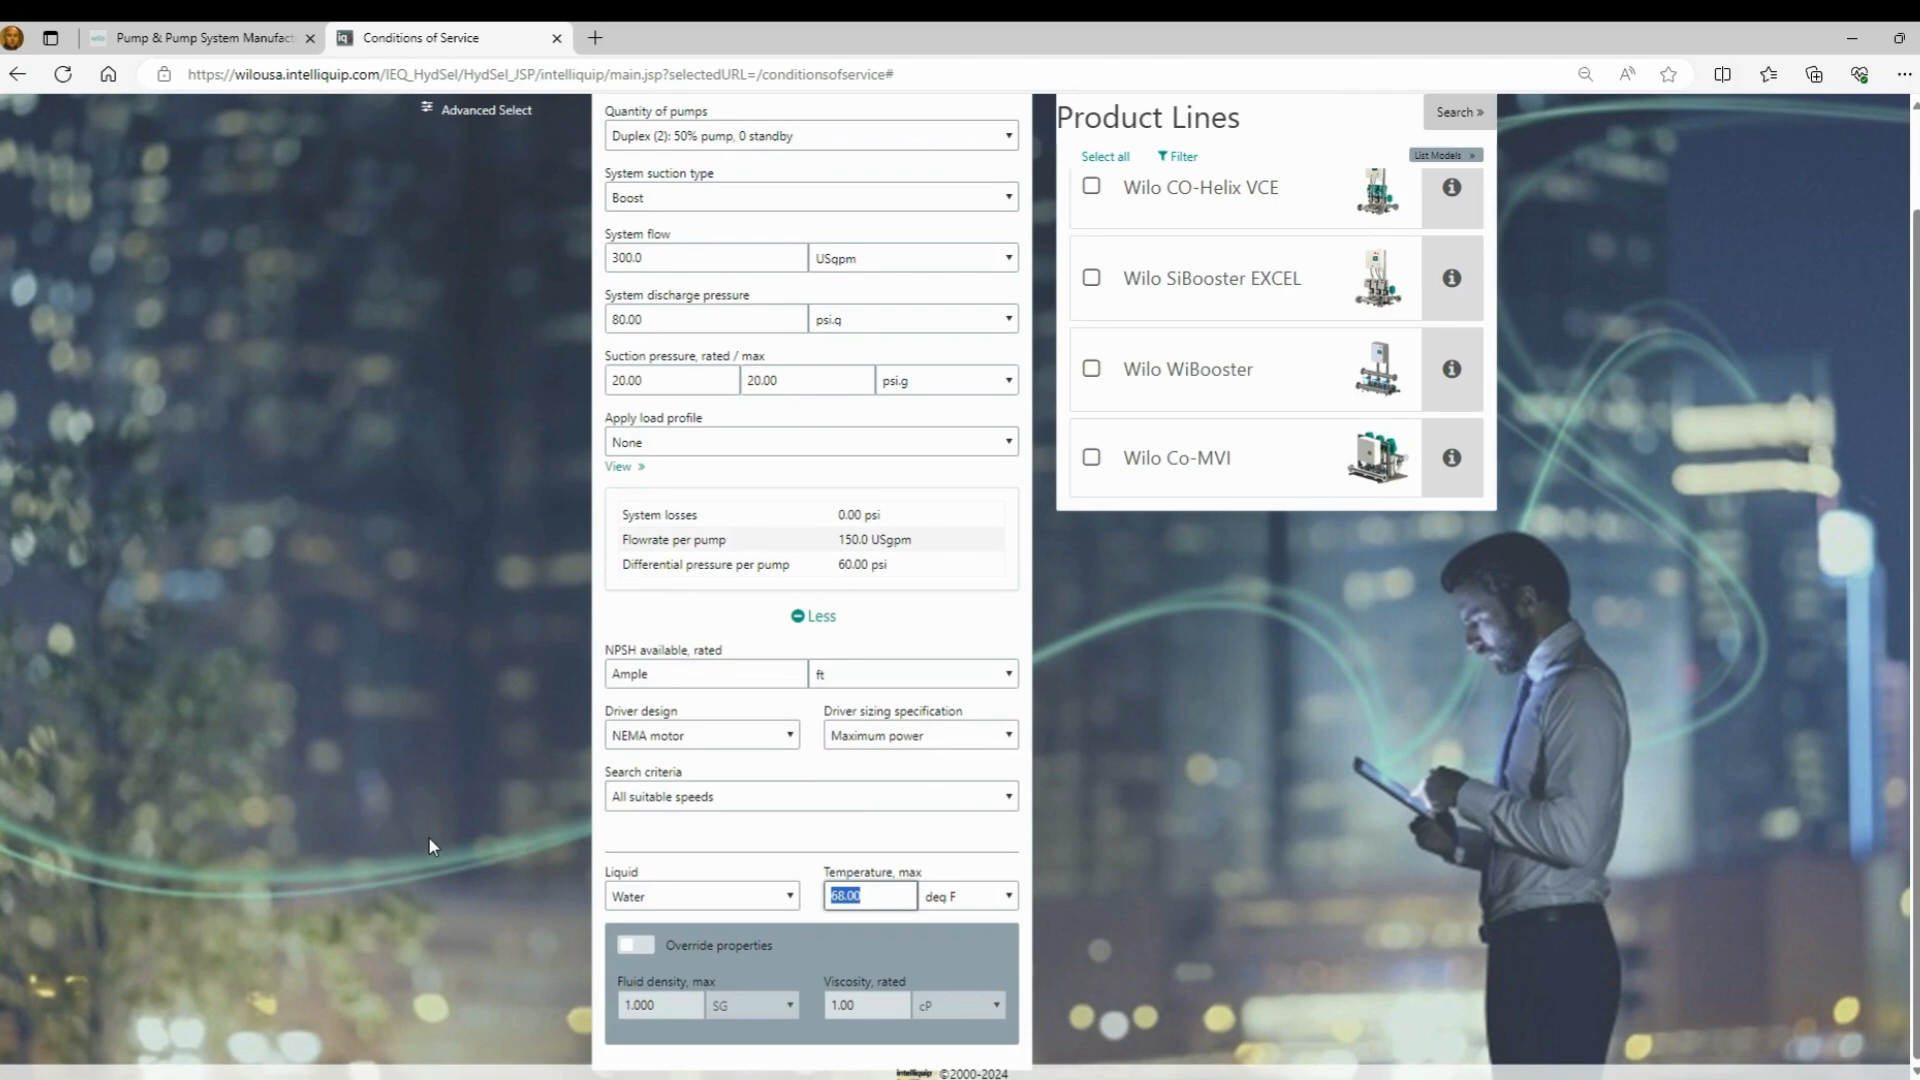 Pump & Pump System Manufact
iq
Conditions of Service
https://wilousa.intelliquip.com/IEQ_HydSel/HydSel_JSP/intelliquip/main.jsp?selectedURL=/conditionsofservice#
Advanced Select
Quantity of pumps
Duplex (2): 50% pump, 0 standby
System suction type
Boost
System flow
300.0 USgpm
System discharge pressure
80.00 psi.g
Suction pressure, rated / max
20.00 20.00 psi.g
Apply load profile
None
View »
System losses 0.00 psi
Flowrate per pump 150.0 USgpm
Differential pressure per pump 60.00 psi
Less
NPSH available, rated
Ample ft
Driver design Driver sizing specification
NEMA motor Maximum power
Search criteria
All suitable speeds
Liquid Temperature, max
Water 68.00 deg F
Override properties
Fluid density, max Viscosity, rated
1.000 SG 1.00 cP
intelliquip ©2000-2024
Product Lines
Search »
Select all Filter List Models »
Wilo CO-Helix VCE
Wilo SiBooster EXCEL
Wilo WiBooster
Wilo Co-MVI